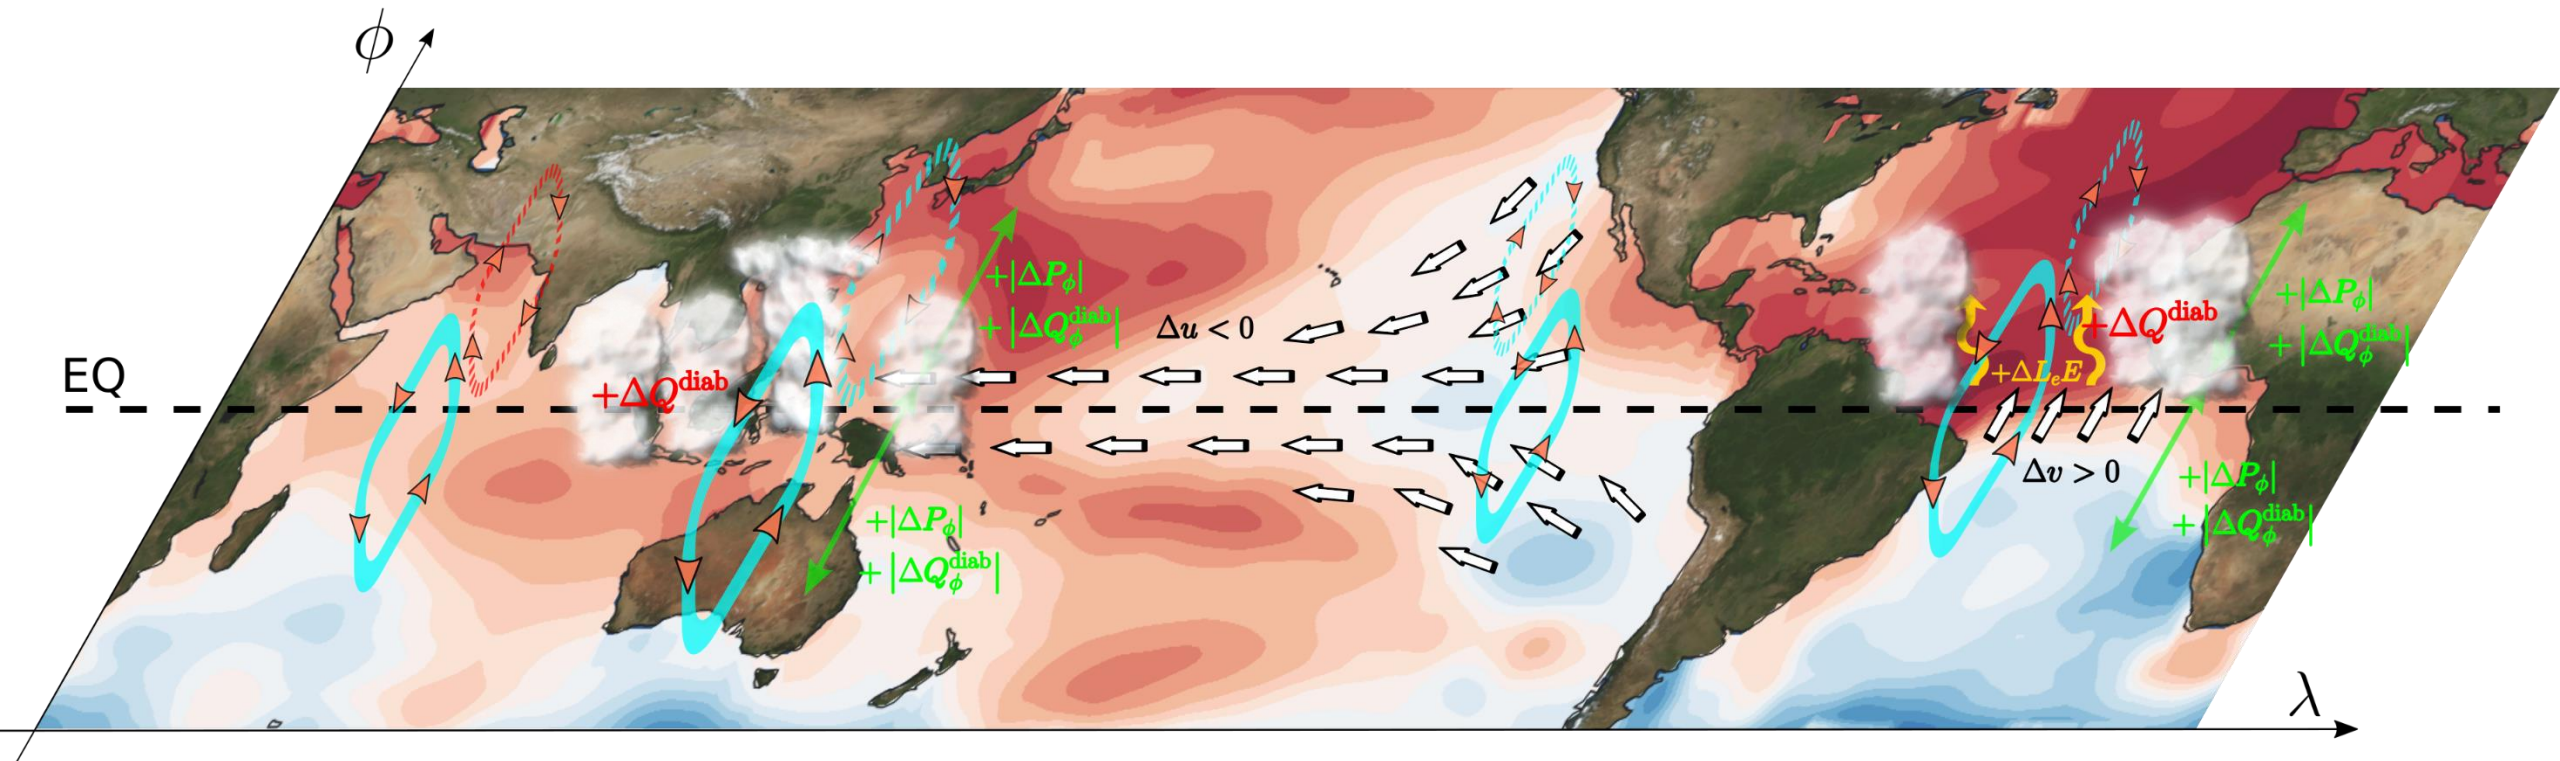 ϕ
EQ
+ΔQ^diab
+|ΔP_ϕ|
+|ΔQ_ϕ^diab|
+|ΔP_ϕ|
+|ΔQ_ϕ^diab|
Δu < 0
+ΔQ^diab
+ΔL_eE
Δv > 0
+|ΔP_ϕ|
+|ΔQ_ϕ^diab|
+|ΔP_ϕ|
+|ΔQ_ϕ^diab|
λ